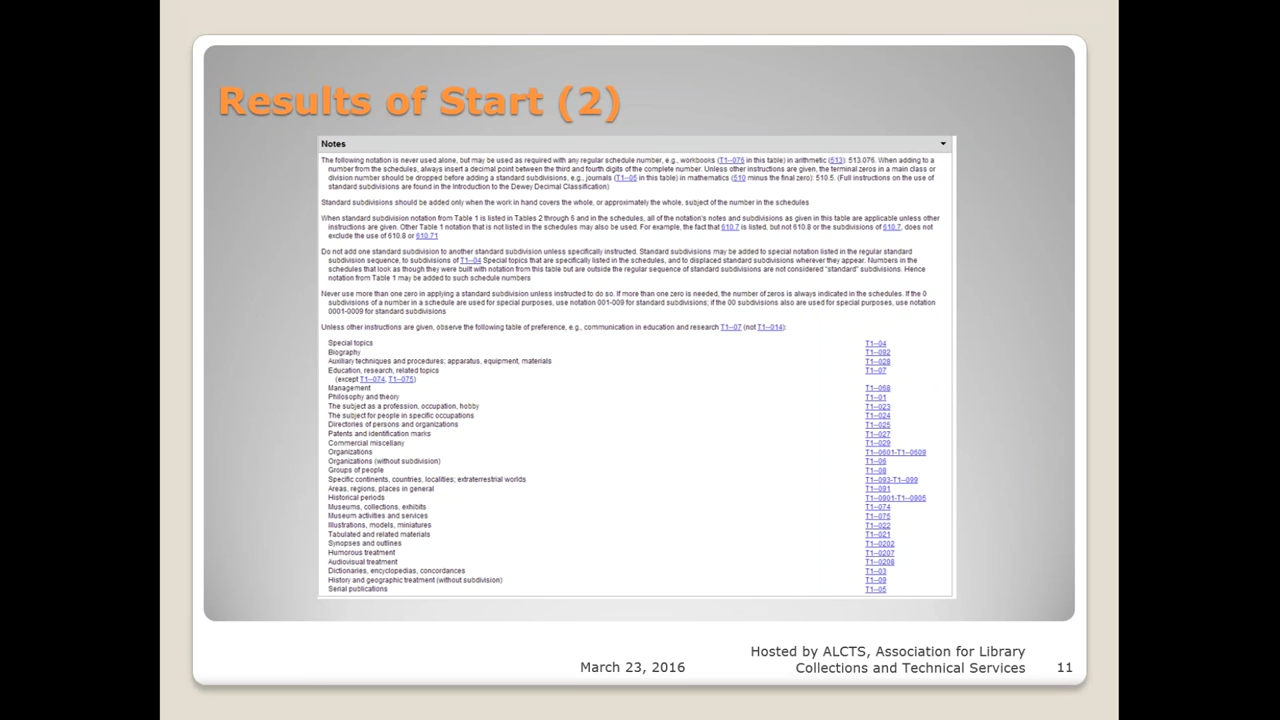 Results of Start (2)
Notes
The following notation is never used alone, but may be used as required with any regular schedule number, e.g., workbooks (T1--076 in this table) in arithmetic (513): 513.076. When adding to a
number from the schedules, always insert a decimal point between the third and fourth digits of the complete number. Unless other instructions are given, the terminal zeros in a main class or
division number should be dropped before adding a standard subdivisions, e.g., journals (T1--05 in this table) in mathematics (510 minus the final zero): 510.5. (Full instructions on the use of
standard subdivisions are found in the Introduction to the Dewey Decimal Classification)
Standard subdivisions should be added only when the work in hand covers the whole, or approximately the whole, subject of the number in the schedules
When standard subdivision notation from Table 1 is listed in Tables 2 through 6 and in the schedules, all of the notation's notes and subdivisions as given in this table are applicable unless other
instructions are given. Other Table 1 notation that is not listed in the schedules may also be used. For example, the fact that 610.7 is listed, but not 610.8 or the subdivisions of 610.7, does not
exclude the use of 610.8 or 610.71
Do not add one standard subdivision to another standard subdivision unless specifically instructed. Standard subdivisions may be added to special notation listed in the regular standard
subdivision sequence, to subdivisions of T1--04 Special topics that are specifically listed in the schedules, and to displaced standard subdivisions wherever they appear. Numbers in the
schedules that look as though they were built with notation from this table but are outside the regular sequence of standard subdivisions are not considered "standard" subdivisions. Hence
notation from Table 1 may be added to such schedule numbers
Never use more than one zero in applying a standard subdivision unless instructed to do so. If more than one zero is needed, the number of zeros is always indicated in the schedules. If the 0
subdivisions of a number in a schedule are used for special purposes, use notation 001-009 for standard subdivisions; if the 00 subdivisions also are used for special purposes, use notation
0001-0009 for standard subdivisions
Unless other instructions are given, observe the following table of preference, e.g., communication in education and research T1--07 (not T1--014):
Special topics T1--04
Biography T1--092
Auxiliary techniques and procedures; apparatus, equipment, materials T1--028
Education, research, related topics T1--07
(except T1--074, T1--075)
Management T1--068
Philosophy and theory T1--01
The subject as a profession, occupation, hobby T1--023
The subject for people in specific occupations T1--024
Directories of persons and organizations T1--025
Patents and identification marks T1--027
Commercial miscellany T1--029
Organizations T1--0601-T1--0609
Organizations (without subdivision) T1--06
Groups of people T1--08
Specific continents, countries, localities; extraterrestrial worlds T1--093-T1--099
Areas, regions, places in general T1--091
Historical periods T1--0901-T1--0905
Museums, collections, exhibits T1--074
Museum activities and services T1--075
Illustrations, models, miniatures T1--022
Tabulated and related materials T1--021
Synopses and outlines T1--0202
Humorous treatment T1--0207
Audiovisual treatment T1--0208
Dictionaries, encyclopedias, concordances T1--03
History and geographic treatment (without subdivision) T1--09
Serial publications T1--05
Hosted by ALCTS, Association for Library
March 23, 2016 Collections and Technical Services 11